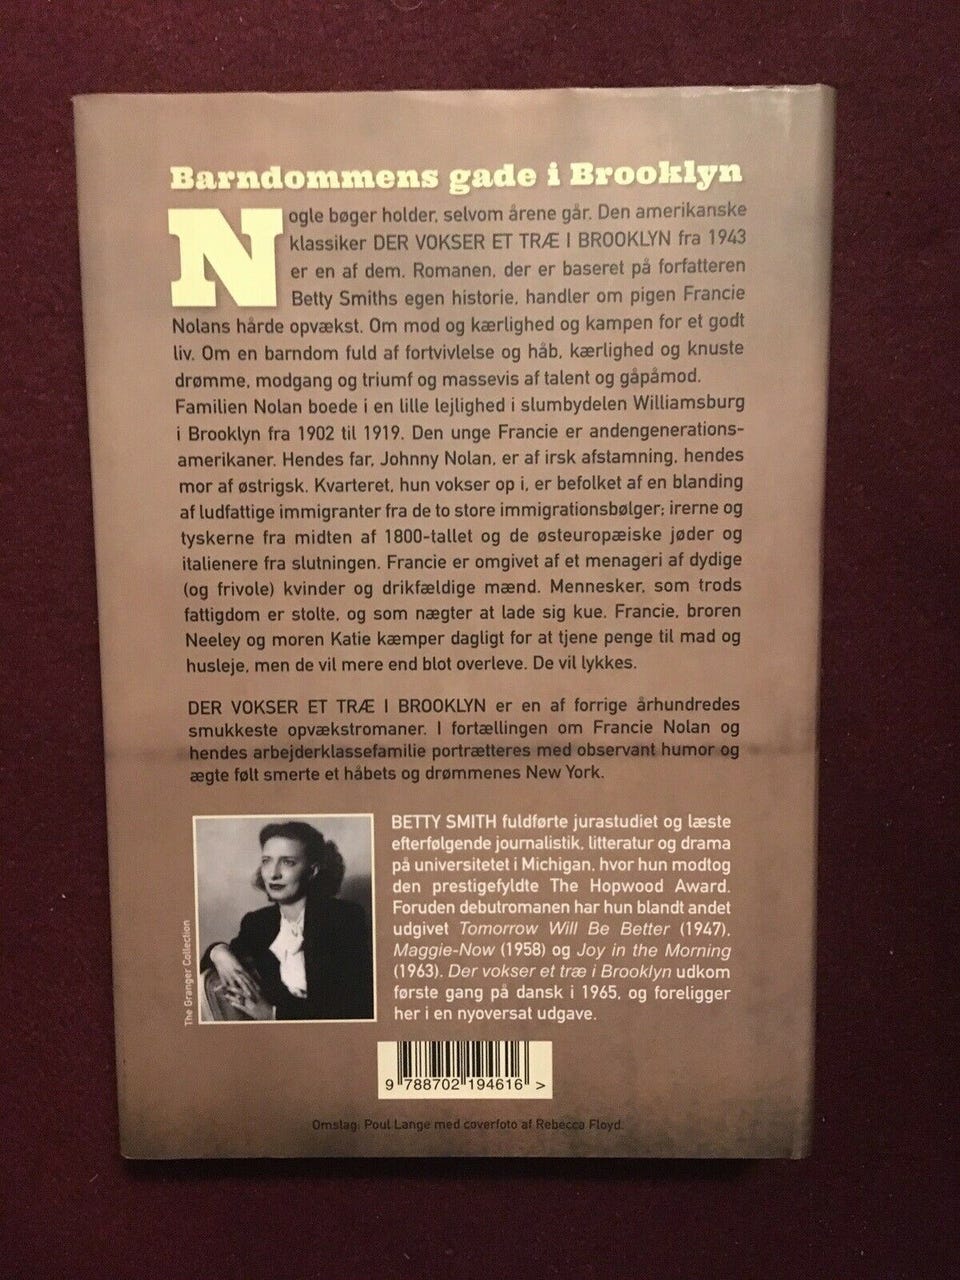 Barndommens gade i Brooklyn
Nogle bøger holder, selvom årene går. Den amerikanske
klassiker DER VOKSER ET TRÆ I BROOKLYN fra 1943
er en af dem. Romanen, der er baseret på forfatteren
Betty Smiths egen historie, handler om pigen Francie
Nolans hårde opvækst. Om mod og kærlighed og kampen for et godt
liv. Om en barndom fuld af fortvivlelse og håb, kærlighed og knuste
drømme, modgang og triumf og massevis af talent og gåpåmod.
Familien Nolan boede i en lille lejlighed i slumbydelen Williamsburg
i Brooklyn fra 1902 til 1919. Den unge Francie er andengenerations-
amerikaner. Hendes far, Johnny Nolan, er af irsk afstamning, hendes
mor af østrigsk. Kvarteret, hun vokser op i, er befolket af en blanding
af ludfattige immigranter fra de to store immigrationsbølger; irerne og
tyskerne fra midten af 1800-tallet og de østeuropæiske jøder og
italienere fra slutningen. Francie er omgivet af et menageri af dydige
(og frivole) kvinder og drikfældige mænd. Mennesker, som trods
fattigdom er stolte, og som nægter at lade sig kue. Francie, broren
Neeley og moren Katie kæmper dagligt for at tjene penge til mad og
husleje, men de vil mere end blot overleve. De vil lykkes.
DER VOKSER ET TRÆ I BROOKLYN er en af forrige århundredes
smukkeste opvækstromaner. I fortællingen om Francie Nolan og
hendes arbejderklassefamilie portrætteres med observant humor og
ægte følt smerte et håbets og drømmenes New York.
The Granger Collection
BETTY SMITH fuldførte jurastudiet og læste
efterfølgende journalistik, litteratur og drama
på universitetet i Michigan, hvor hun modtog
den prestigefyldte The Hopwood Award.
Foruden debutromanen har hun blandt andet
udgivet Tomorrow Will Be Better (1947),
Maggie-Now (1958) og Joy in the Morning
(1963). Der vokser et træ i Brooklyn udkom
første gang på dansk i 1965, og foreligger
her i en nyoversat udgave.
9 788702 194616 >
Omslag: Poul Lange med coverfoto af Rebecca Floyd.